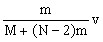 m
M + (N – 2)m v